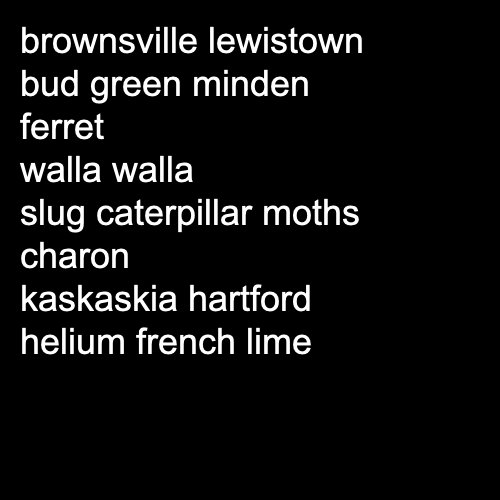 brownsville lewistown
bud green minden
ferret
walla walla
slug caterpillar moths
charon
kaskaskia hartford
helium french lime